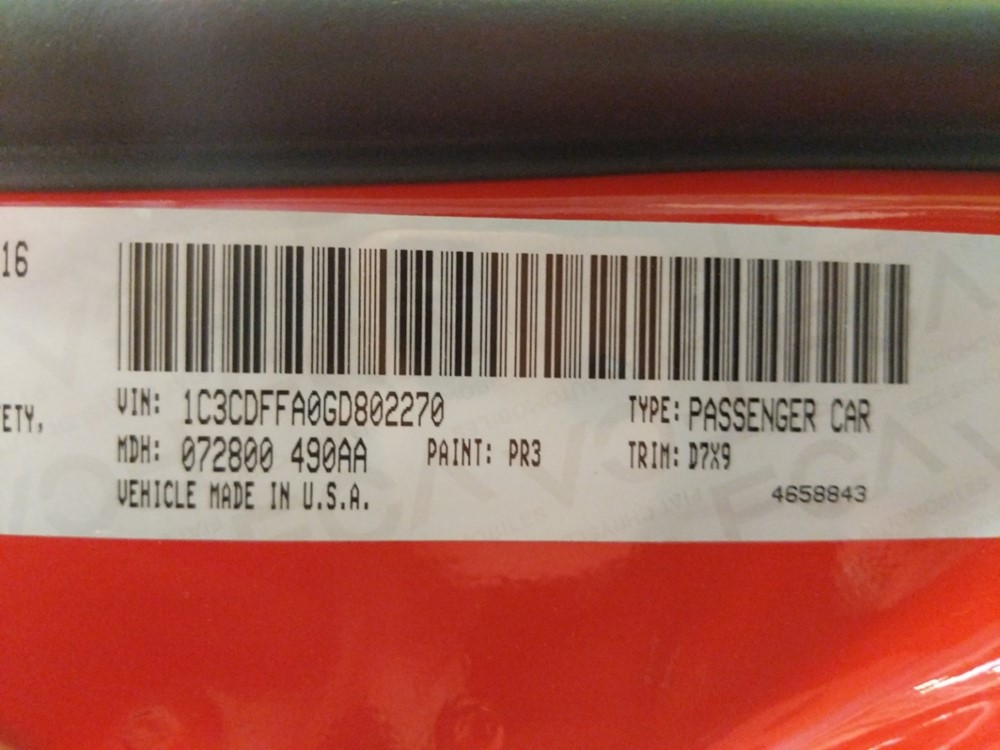 16
VIN: 1C3CDFFA0GD802270 TYPE: PASSENGER CAR
ETY,
MDH: 072800 490AA PAINT: PR3 TRIM: D7X9
VEHICLE MADE IN U.S.A. 4658843